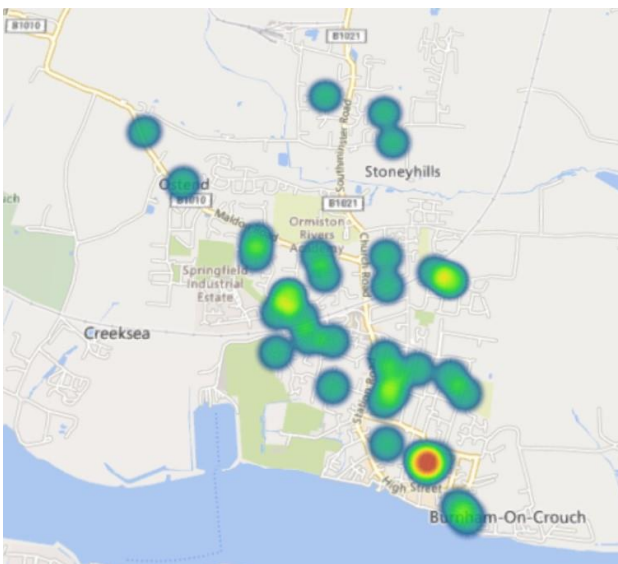 B1010
B1021
Southminster Road
Stoneyhills
Ostend
B1010
B1021
Maldon Road
Ormiston
Rivers
Academy
Church Road
Springfield
Industrial
Estate
Creeksea
Station Road
High Street
Burnham-On-Crouch